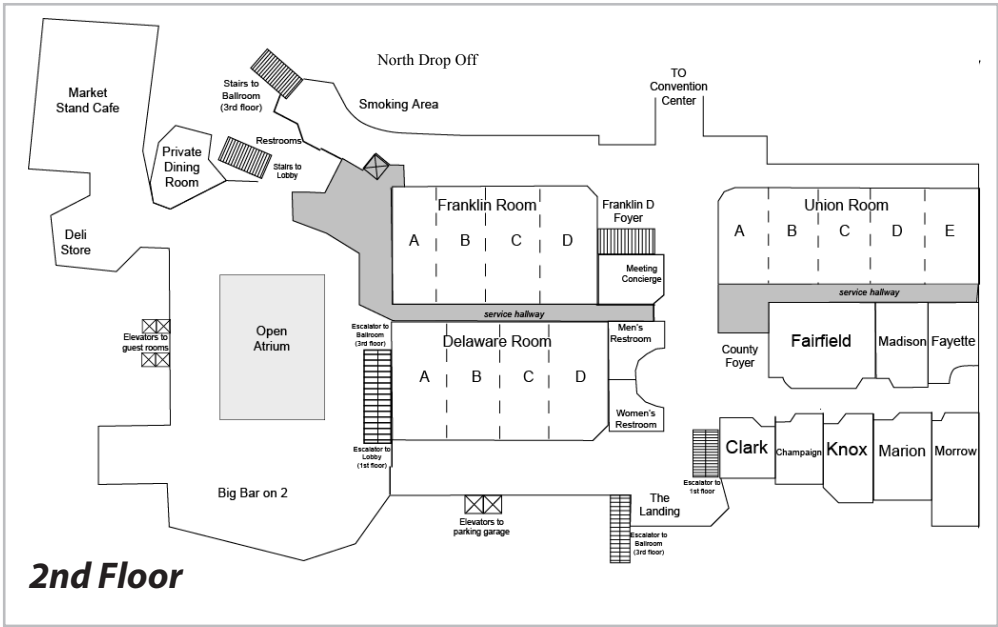 North Drop Off
TO
Convention
Center
Market
Stand Cafe
Stairs to
Ballroom
(3rd floor)
Smoking Area
Restrooms
Private
Dining
Room
Stairs to
Lobby
Deli
Store
Franklin Room
A
B
C
D
Franklin D
Foyer
Meeting
Concierge
Union Room
A
B
C
D
E
service hallway
service hallway
Elevators to
guest rooms
Open
Atrium
Escalator to
Ballroom
(3rd floor)
Delaware Room
A
B
C
D
Men's
Restroom
Women's
Restroom
County
Foyer
Fairfield
Madison
Fayette
Escalator to
Lobby
(1st floor)
Clark
Champaign
Knox
Marion
Morrow
Escalator to
1st floor
Big Bar on 2
Elevators to
parking garage
The
Landing
Escalator to
Ballroom
(3rd floor)
2nd Floor